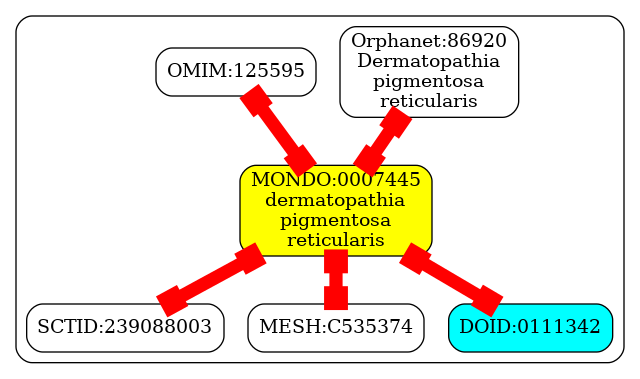 OMIM:125595
Orphanet:86920
Dermatopathia
pigmentosa
reticularis
MONDO:0007445
dermatopathia
pigmentosa
reticularis
SCTID:239088003
MESH:C535374
DOID:0111342